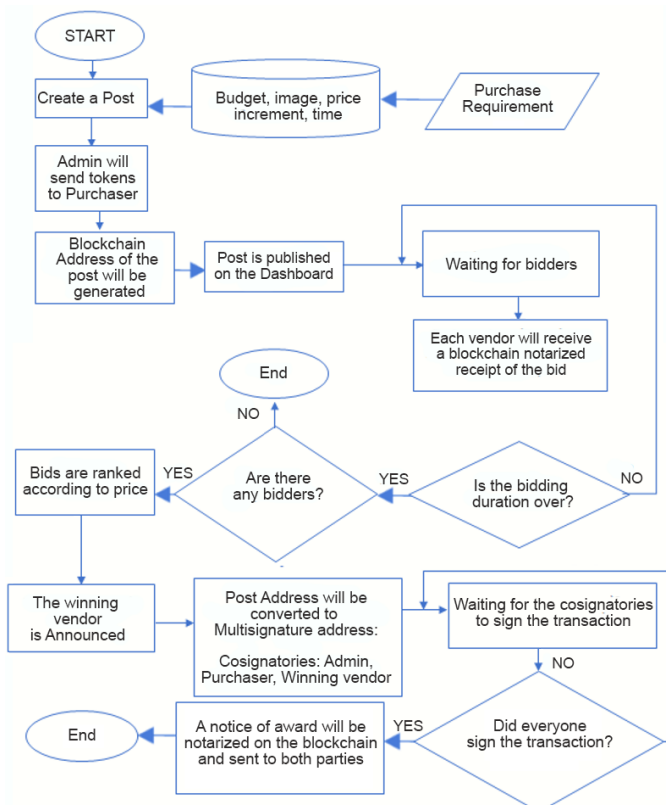 START
Create a Post
Budget, image, price
increment, time
Purchase
Requirement
Admin will
send tokens
to Purchaser
Blockchain
Address of the
post will be
generated
Post is published
on the Dashboard
Waiting for bidders
Each vendor will receive
a blockchain notarized
receipt of the bid
End
NO
Bids are ranked
according to price
YES
Are there
any bidders?
YES
Is the bidding
duration over?
NO
The winning
vendor
is Announced
Post Address will be
converted to
Multisignature address:
Cosignatories: Admin,
Purchaser, Winning vendor
Waiting for the cosignatories
to sign the transaction
NO
End
A notice of award will be
notarized on the blockchain
and sent to both parties
YES
Did everyone
sign the transaction?